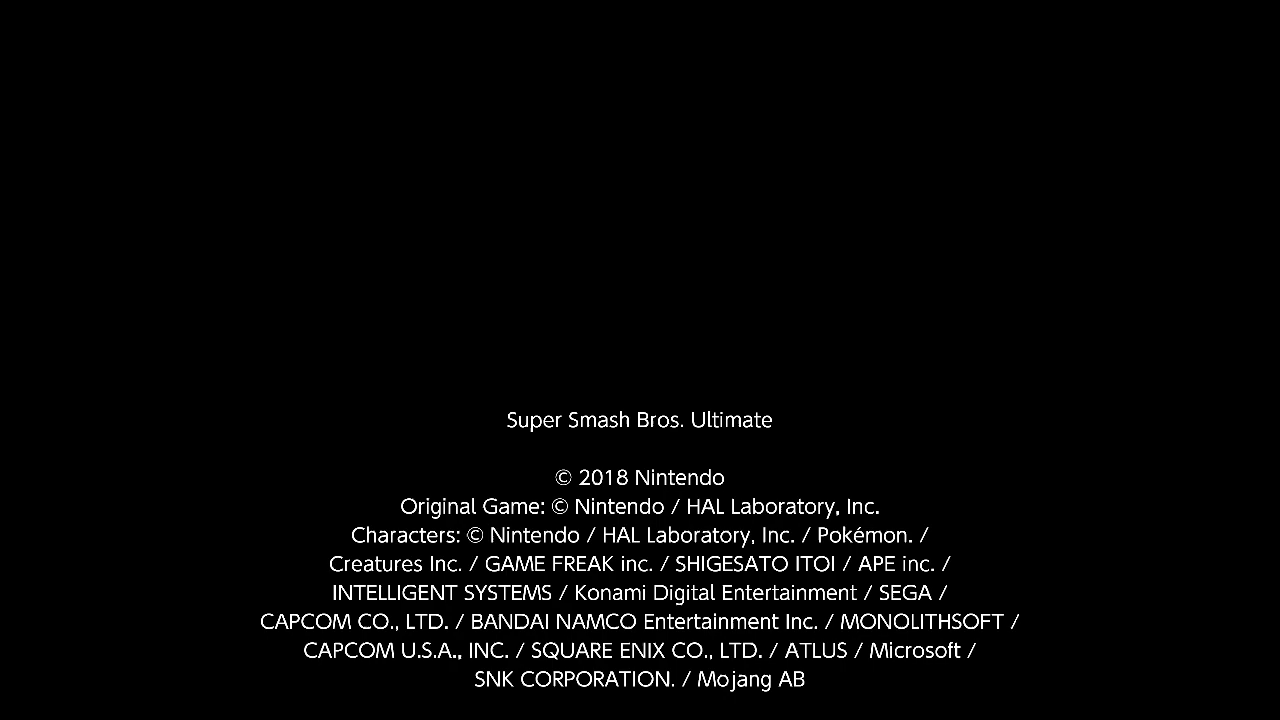 Super Smash Bros. Ultimate
© 2018 Nintendo
Original Game: © Nintendo / HAL Laboratory, Inc.
Characters: © Nintendo / HAL Laboratory, Inc. / Pokémon. /
Creatures Inc. / GAME FREAK inc. / SHIGESATO ITOI / APE inc. /
INTELLIGENT SYSTEMS / Konami Digital Entertainment / SEGA /
CAPCOM CO., LTD. / BANDAI NAMCO Entertainment Inc. / MONOLITHSOFT /
CAPCOM U.S.A., INC. / SQUARE ENIX CO., LTD. / ATLUS / Microsoft /
SNK CORPORATION. / Mojang AB